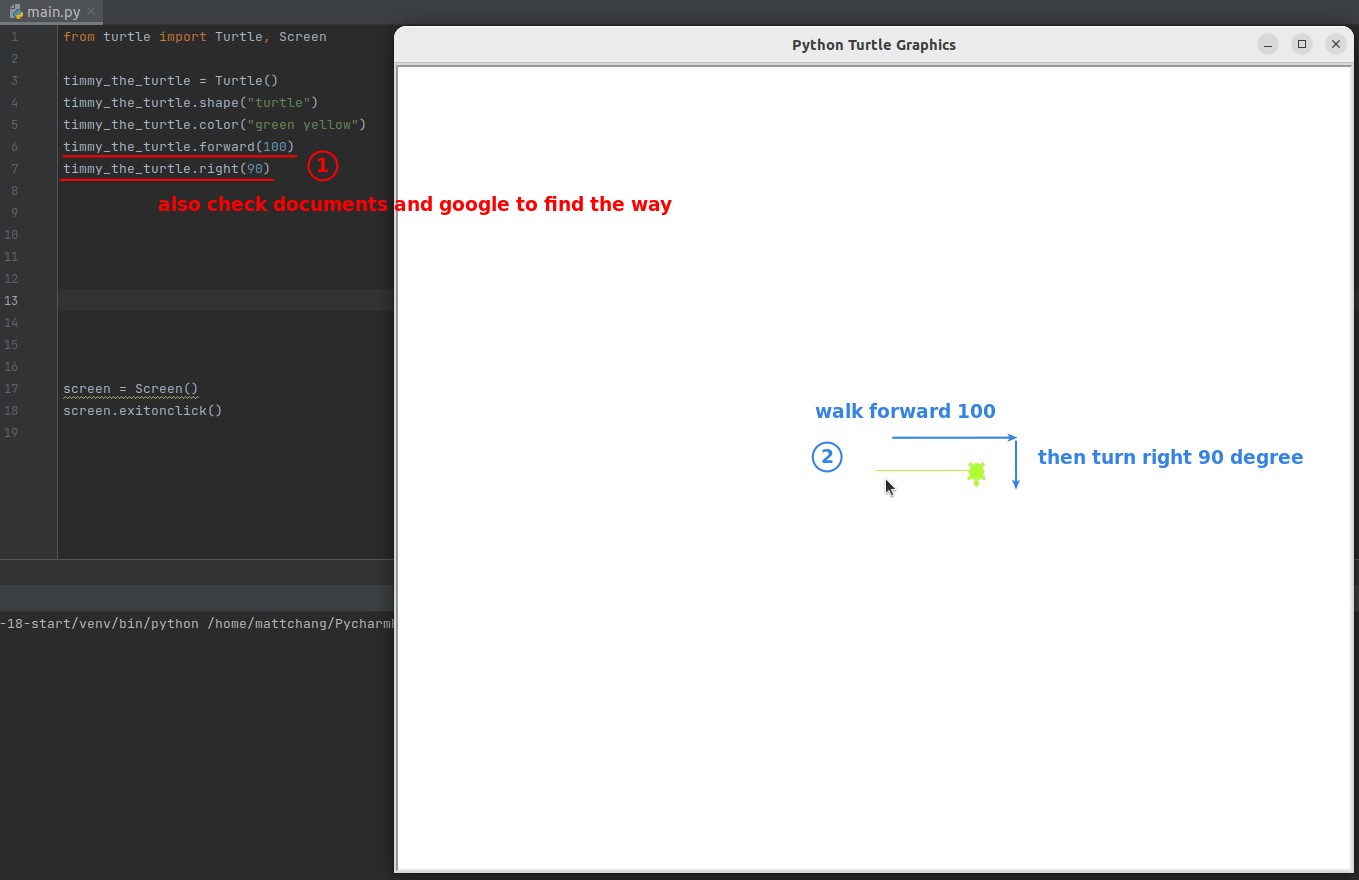 main.py
1 from turtle import Turtle, Screen
2
3 timmy_the_turtle = Turtle()
4 timmy_the_turtle.shape("turtle")
5 timmy_the_turtle.color("green yellow")
6 timmy_the_turtle.forward(100)
7 timmy_the_turtle.right(90)
①
8
also check documents and google to find the way
9
10
11
12
13
14
15
16
17 screen = Screen()
18 screen.exitonclick()
19
-18-start/venv/bin/python /home/mattchang/Pycharm
Python Turtle Graphics
walk forward 100
②
then turn right 90 degree